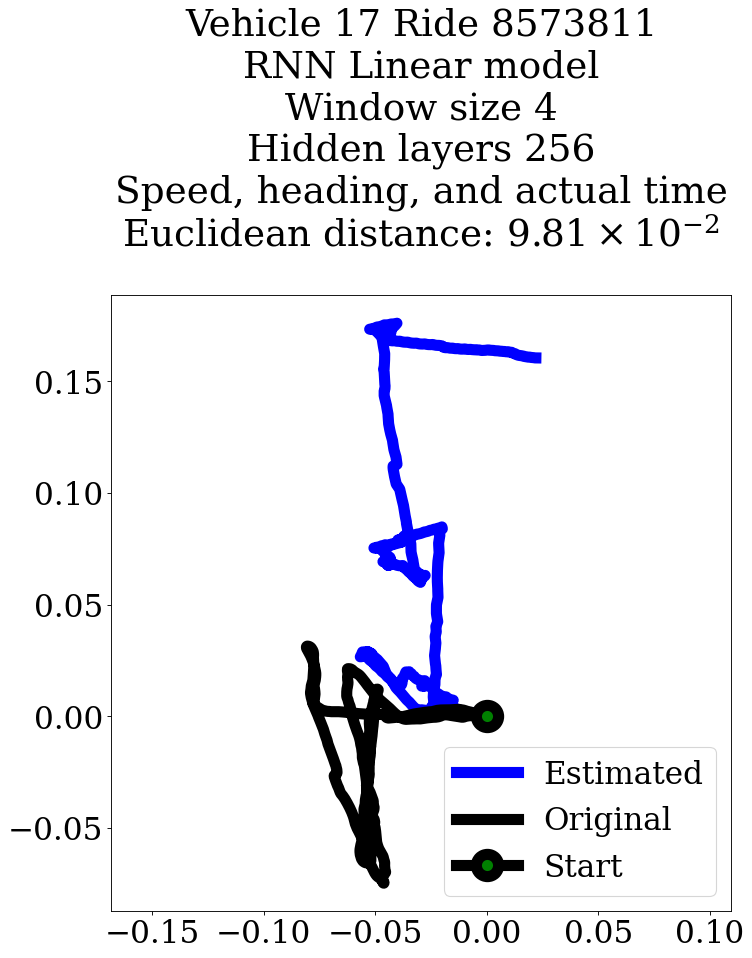 Vehicle 17 Ride 8573811
RNN Linear model
Window size 4
Hidden layers 256
Speed, heading, and actual time
Euclidean distance: 9.81 × 10⁻²
0.15
0.10
0.05
0.00
−0.05
Estimated
Original
Start
−0.15 −0.10 −0.05 0.00 0.05 0.10